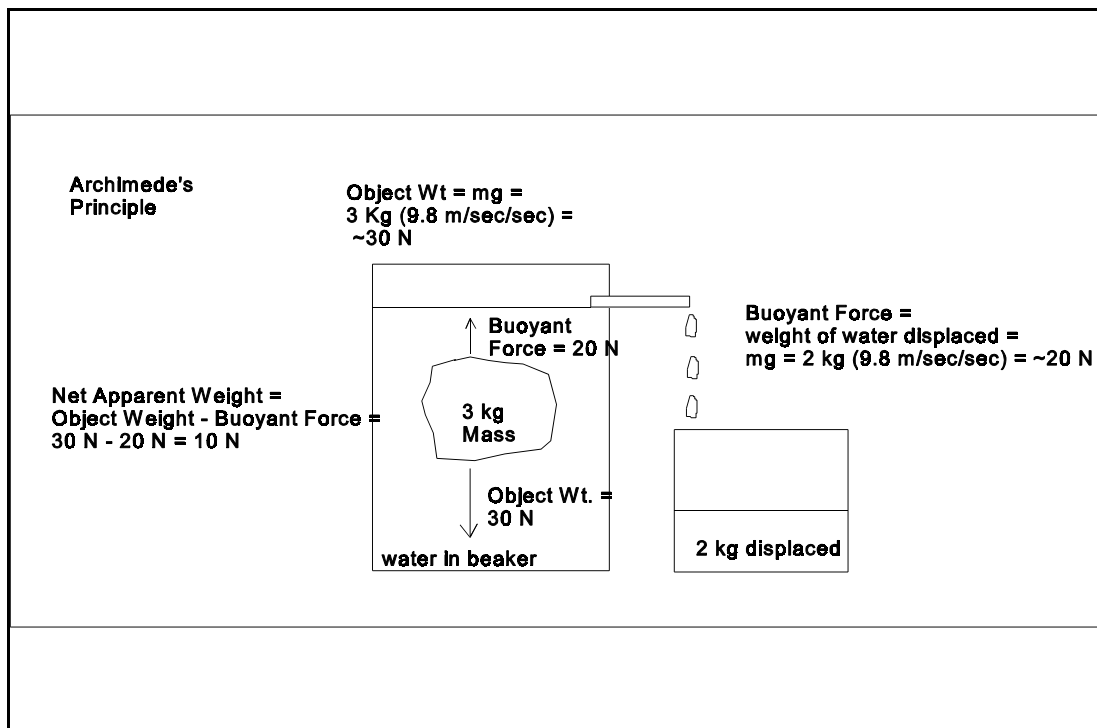 Archimede's
Principle
Object Wt = mg =
3 Kg (9.8 m/sec/sec) =
~30 N
Buoyant
Force = 20 N
Buoyant Force =
weight of water displaced =
mg = 2 kg (9.8 m/sec/sec) = ~20 N
Net Apparent Weight =
Object Weight - Buoyant Force =
30 N - 20 N = 10 N
3 kg
Mass
Object Wt. =
30 N
water in beaker
2 kg displaced